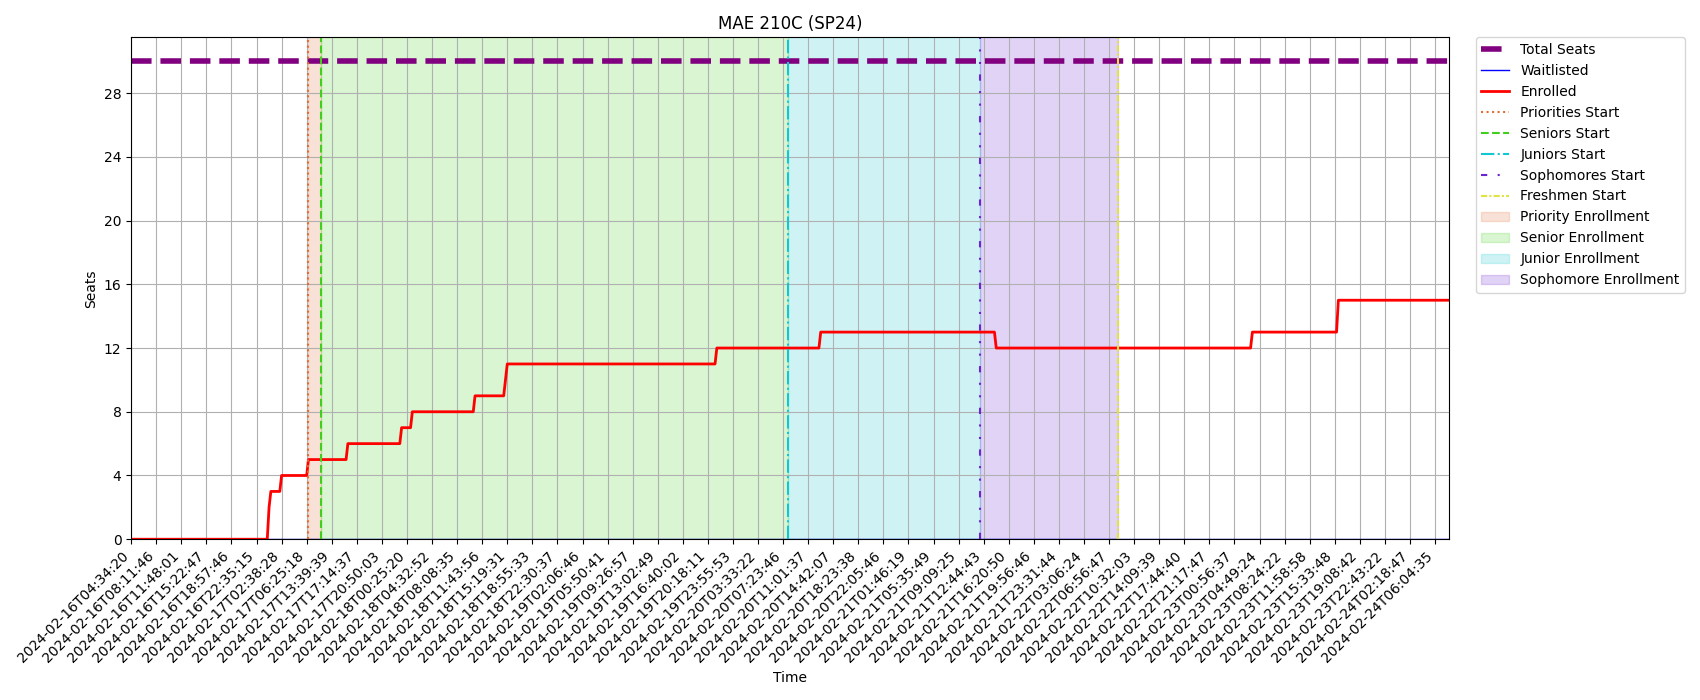 MAE 210C (SP24)
Total Seats
Waitlisted
Enrolled
Priorities Start
Seniors Start
Juniors Start
Sophomores Start
Freshmen Start
Priority Enrollment
Senior Enrollment
Junior Enrollment
Sophomore Enrollment
Seats
28
24
20
16
12
8
4
0
2024-02-16T04:34:20
2024-02-16T08:11:46
2024-02-16T11:48:01
2024-02-16T15:22:47
2024-02-16T18:57:46
2024-02-16T22:35:15
2024-02-17T02:38:28
2024-02-17T06:25:18
2024-02-17T13:39:39
2024-02-17T17:14:37
2024-02-17T20:50:03
2024-02-18T00:25:20
2024-02-18T04:32:52
2024-02-18T08:08:35
2024-02-18T11:43:56
2024-02-18T15:19:31
2024-02-18T18:55:33
2024-02-18T22:30:37
2024-02-19T02:06:46
2024-02-19T05:50:41
2024-02-19T09:26:57
2024-02-19T13:02:49
2024-02-19T16:40:02
2024-02-19T20:18:11
2024-02-19T23:55:53
2024-02-20T03:33:22
2024-02-20T07:23:46
2024-02-20T11:01:37
2024-02-20T14:42:07
2024-02-20T18:23:38
2024-02-20T22:05:46
2024-02-21T01:46:19
2024-02-21T05:35:49
2024-02-21T09:09:25
2024-02-21T12:44:43
2024-02-21T16:20:50
2024-02-21T19:56:46
2024-02-21T23:31:44
2024-02-22T03:06:24
2024-02-22T06:56:47
2024-02-22T10:32:03
2024-02-22T14:09:39
2024-02-22T17:44:40
2024-02-22T21:17:47
2024-02-23T00:56:37
2024-02-23T04:49:24
2024-02-23T08:24:22
2024-02-23T11:58:58
2024-02-23T15:33:48
2024-02-23T19:08:42
2024-02-23T22:43:22
2024-02-24T02:18:47
2024-02-24T06:04:35
Time